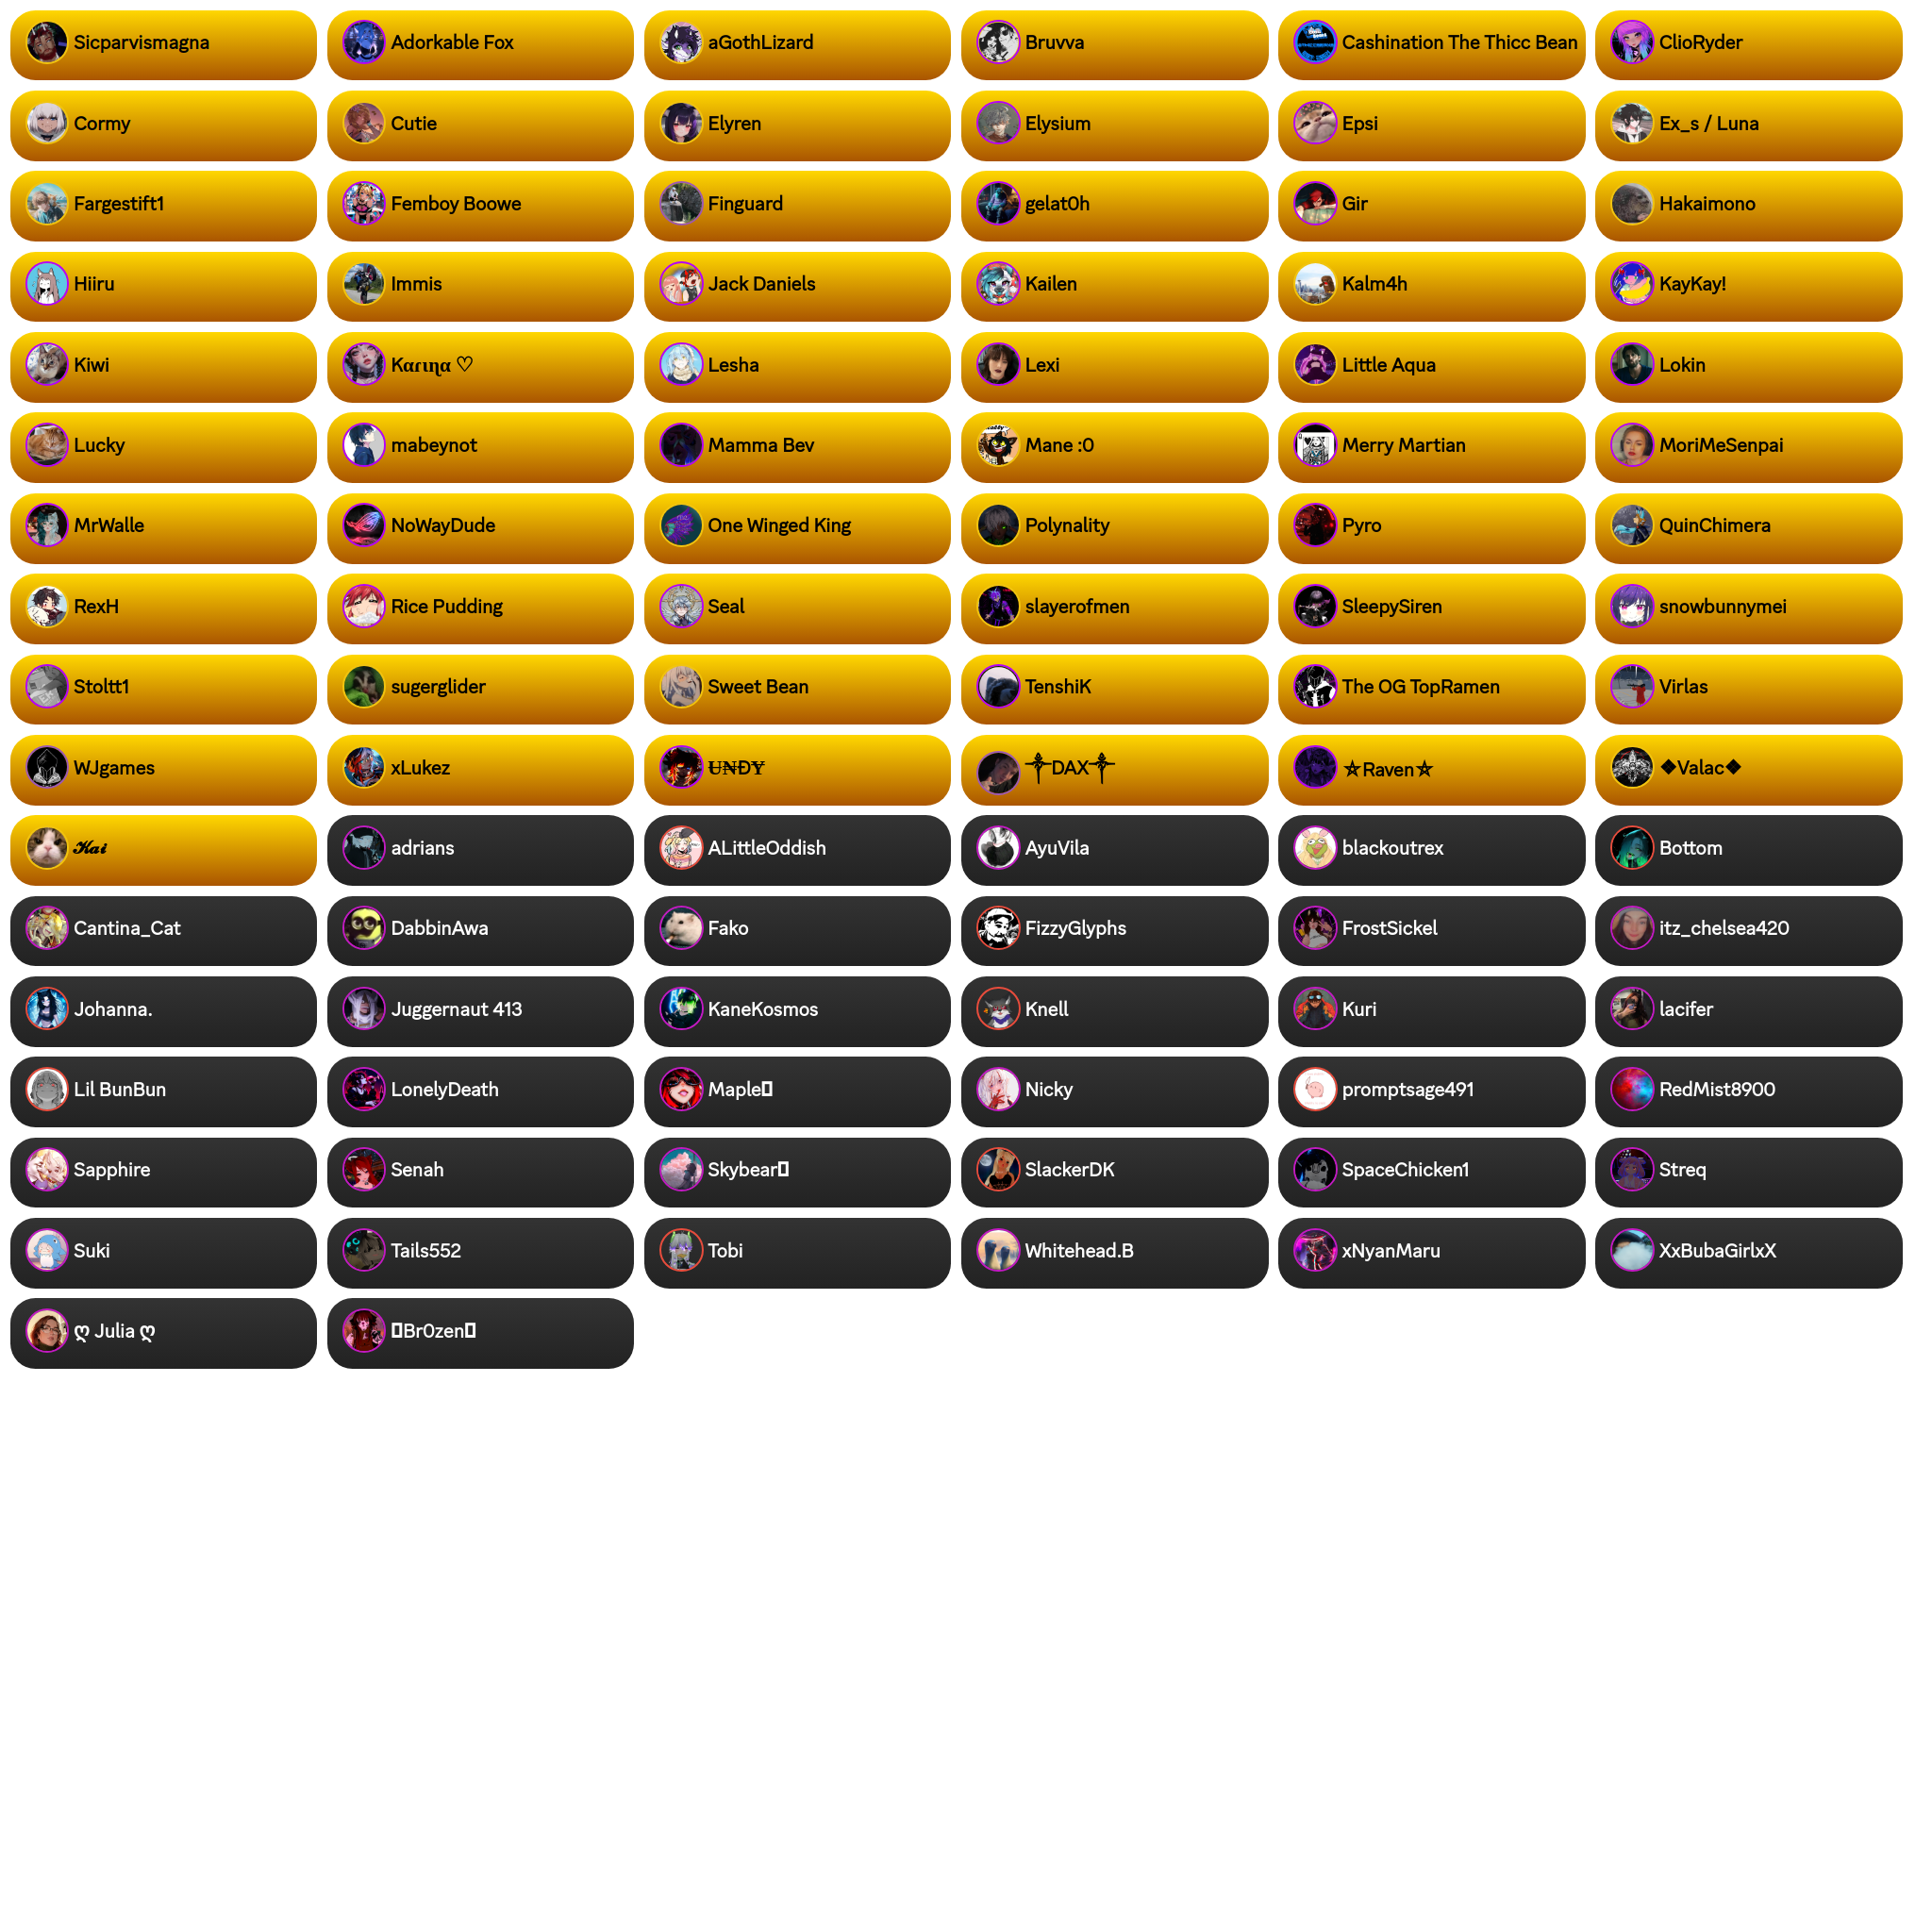 Sicparvismagna
Adorkable Fox
aGothLizard
Bruvva
Cashination The Thicc Bean
ClioRyder
Cormy
Cutie
Elyren
Elysium
Epsi
Ex_s / Luna
Fargestift1
Femboy Boowe
Finguard
gelat0h
Gir
Hakaimono
Hiiru
Immis
Jack Daniels
Kailen
Kalm4h
KayKay!
Kiwi
Kαɾιɳα ♡
Lesha
Lexi
Little Aqua
Lokin
Lucky
mabeynot
Mamma Bev
Mane :0
Merry Martian
MoriMeSenpai
MrWalle
NoWayDude
One Winged King
Polynality
Pyro
QuinChimera
RexH
Rice Pudding
Seal
slayerofmen
SleepySiren
snowbunnymei
Stoltt1
sugerglider
Sweet Bean
TenshiK
The OG TopRamen
Virlas
WJgames
xLukez
U̶₦ĐY̶
༒DAX༒
⛤Raven⛤
❖Valac❖
𝓚𝓪𝓲
adrians
ALittleOddish
AyuVila
blackoutrex
Bottom
Cantina_Cat
DabbinAwa
Fako
FizzyGlyphs
FrostSickel
itz_chelsea420
Johanna.
Juggernaut 413
KaneKosmos
Knell
Kuri
lacifer
Lil BunBun
LonelyDeath
Maple
Nicky
promptsage491
RedMist8900
Sapphire
Senah
Skybear
SlackerDK
SpaceChicken1
Streq
Suki
Tails552
Tobi
Whitehead.B
xNyanMaru
XxBubaGirlxX
ღ Julia ღ
Br0zen